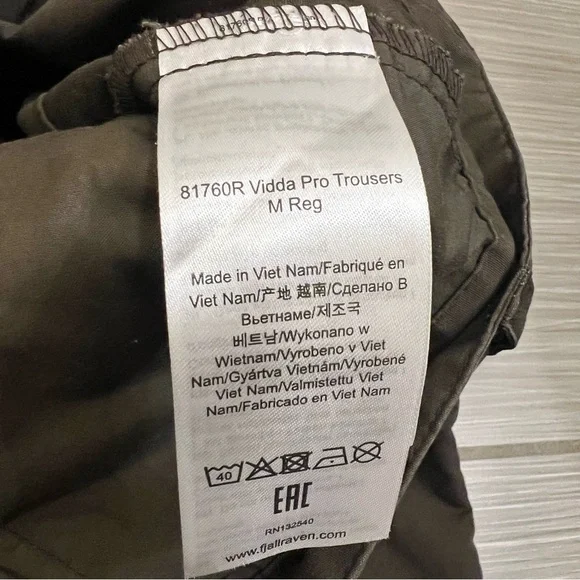 81760R Vidda Pro Trousers
M Reg
Made in Viet Nam/Fabriqué en
Viet Nam/产地 越南/Сделано В
Вьетнаме/제조국
베트남/Wykonano w
Wietnam/Vyrobeno v Viet
Nam/Gyártva Vietnám/Vyrobené
Viet Nam/Valmistettu Viet
Nam/Fabricado en Viet Nam
40
EAC
RN132540
www.fjallraven.com